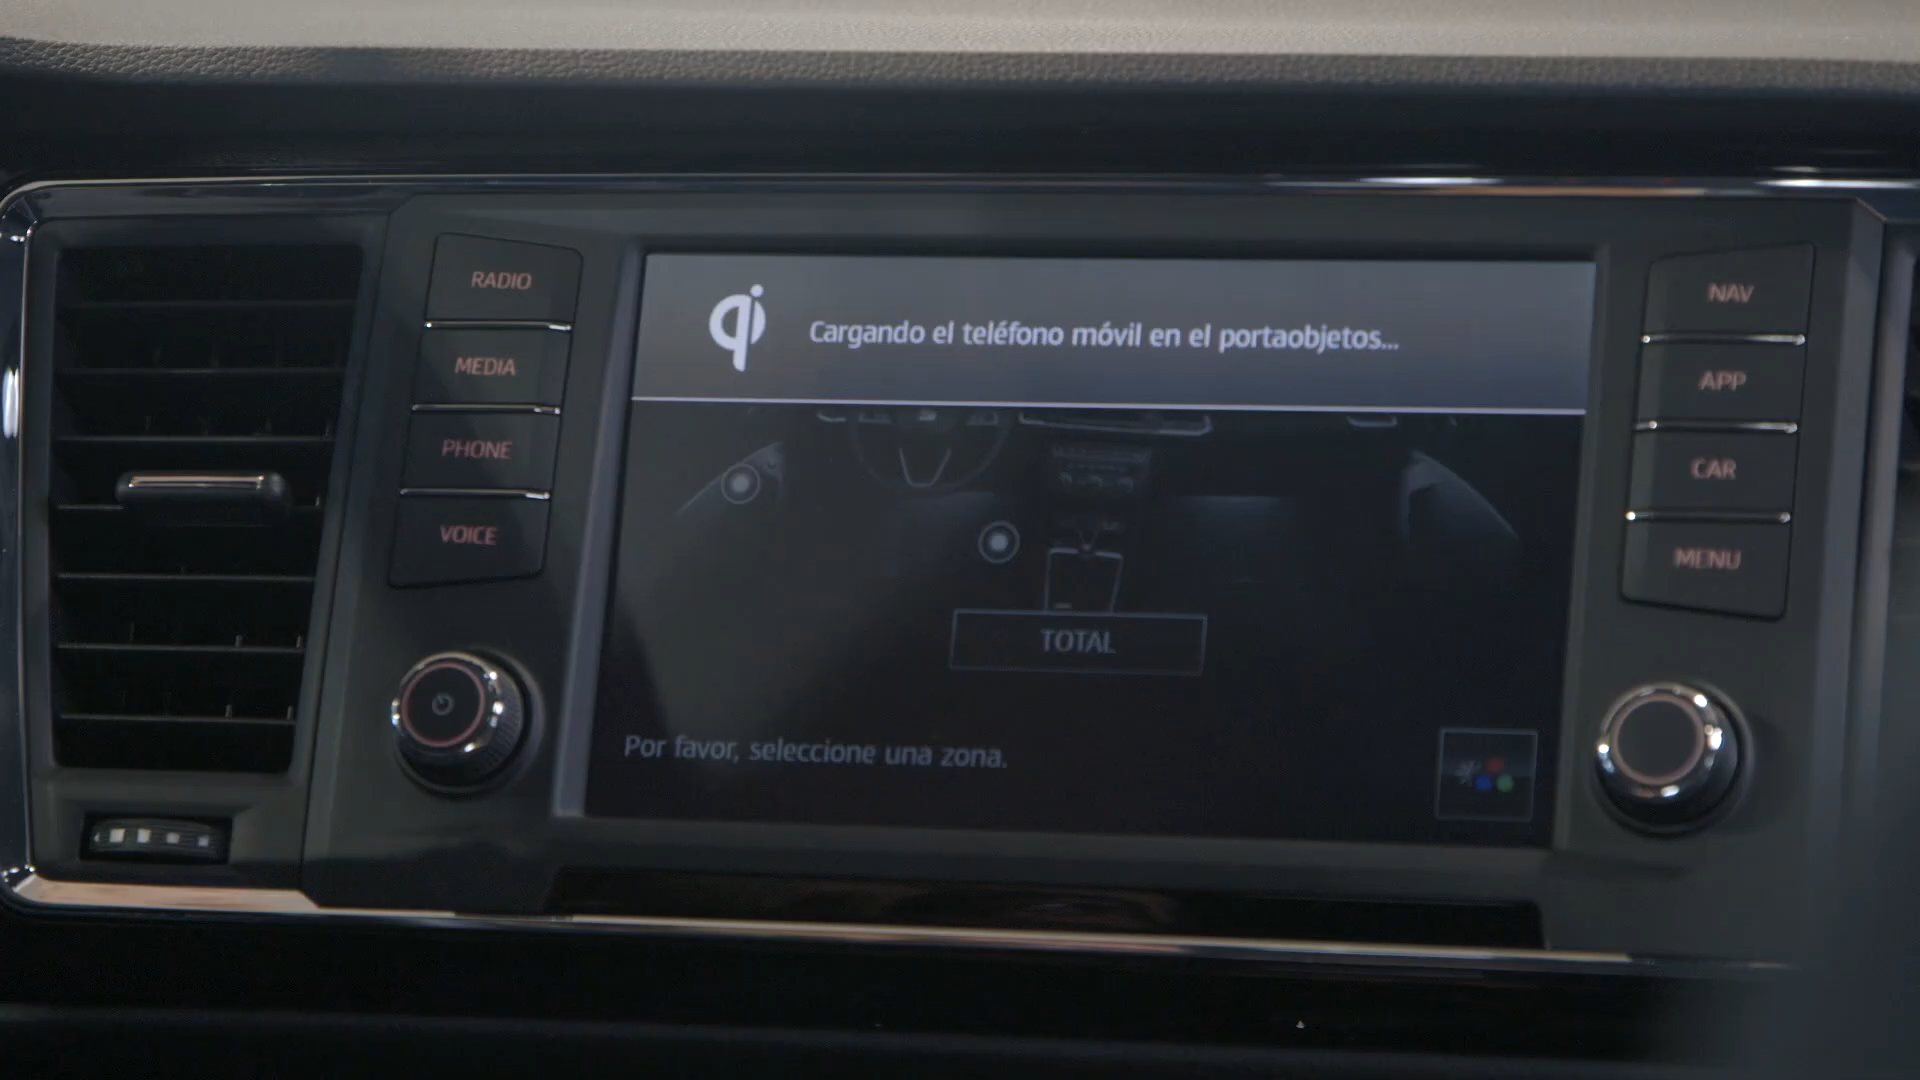 RADIO
MEDIA
PHONE
VOICE
qi
Cargando el teléfono móvil en el portaobjetos...
TOTAL
Por favor, seleccione una zona.
NAV
APP
CAR
MENU